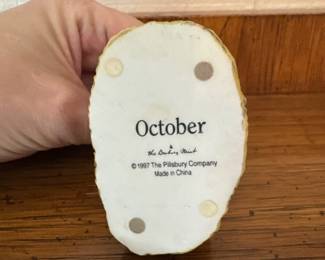 October
The Danbury Mint
© 1997 The Pillsbury Company
Made in China